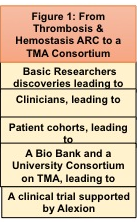 Figure 1: From
Thrombosis &
Hemostasis ARC to a
TMA Consortium
Basic Researchers
discoveries leading to
Clinicians, leading to
Patient cohorts, leading
to
A Bio Bank and a
University Consortium
on TMA, leading to
A clinical trial supported
by Alexion